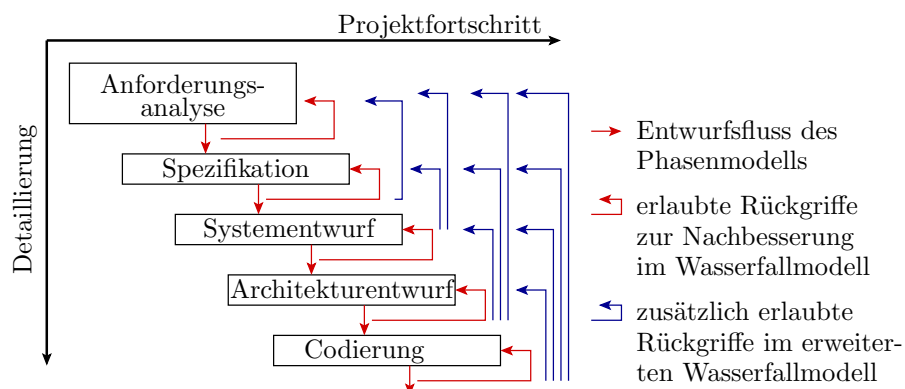 Projektfortschritt
Detaillierung
Anforderungs-
analyse
Spezifikation
Systementwurf
Architekturentwurf
Codierung
Entwurfsfluss des
Phasenmodells
erlaubte Rückgriffe
zur Nachbesserung
im Wasserfallmodell
zusätzlich erlaubte
Rückgriffe im erweiter-
ten Wasserfallmodell